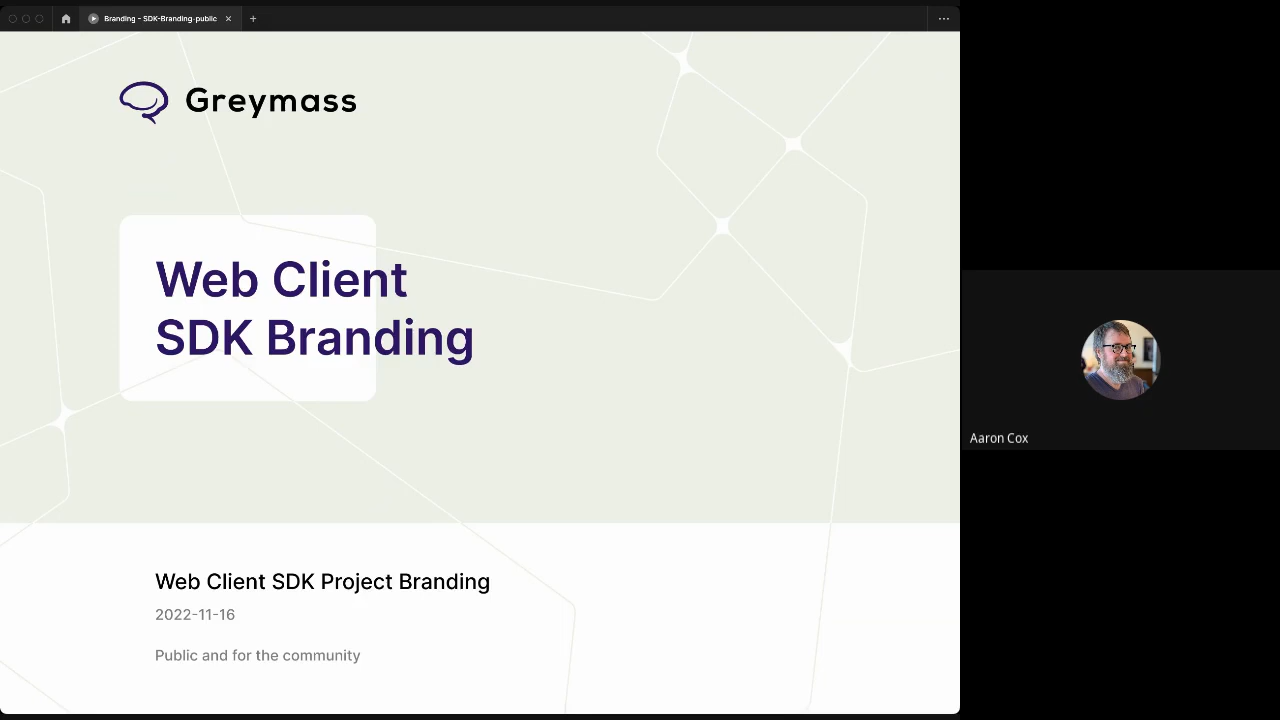 Branding - SDK-Branding-public
Greymass
Web Client
SDK Branding
Web Client SDK Project Branding
2022-11-16
Public and for the community
Aaron Cox